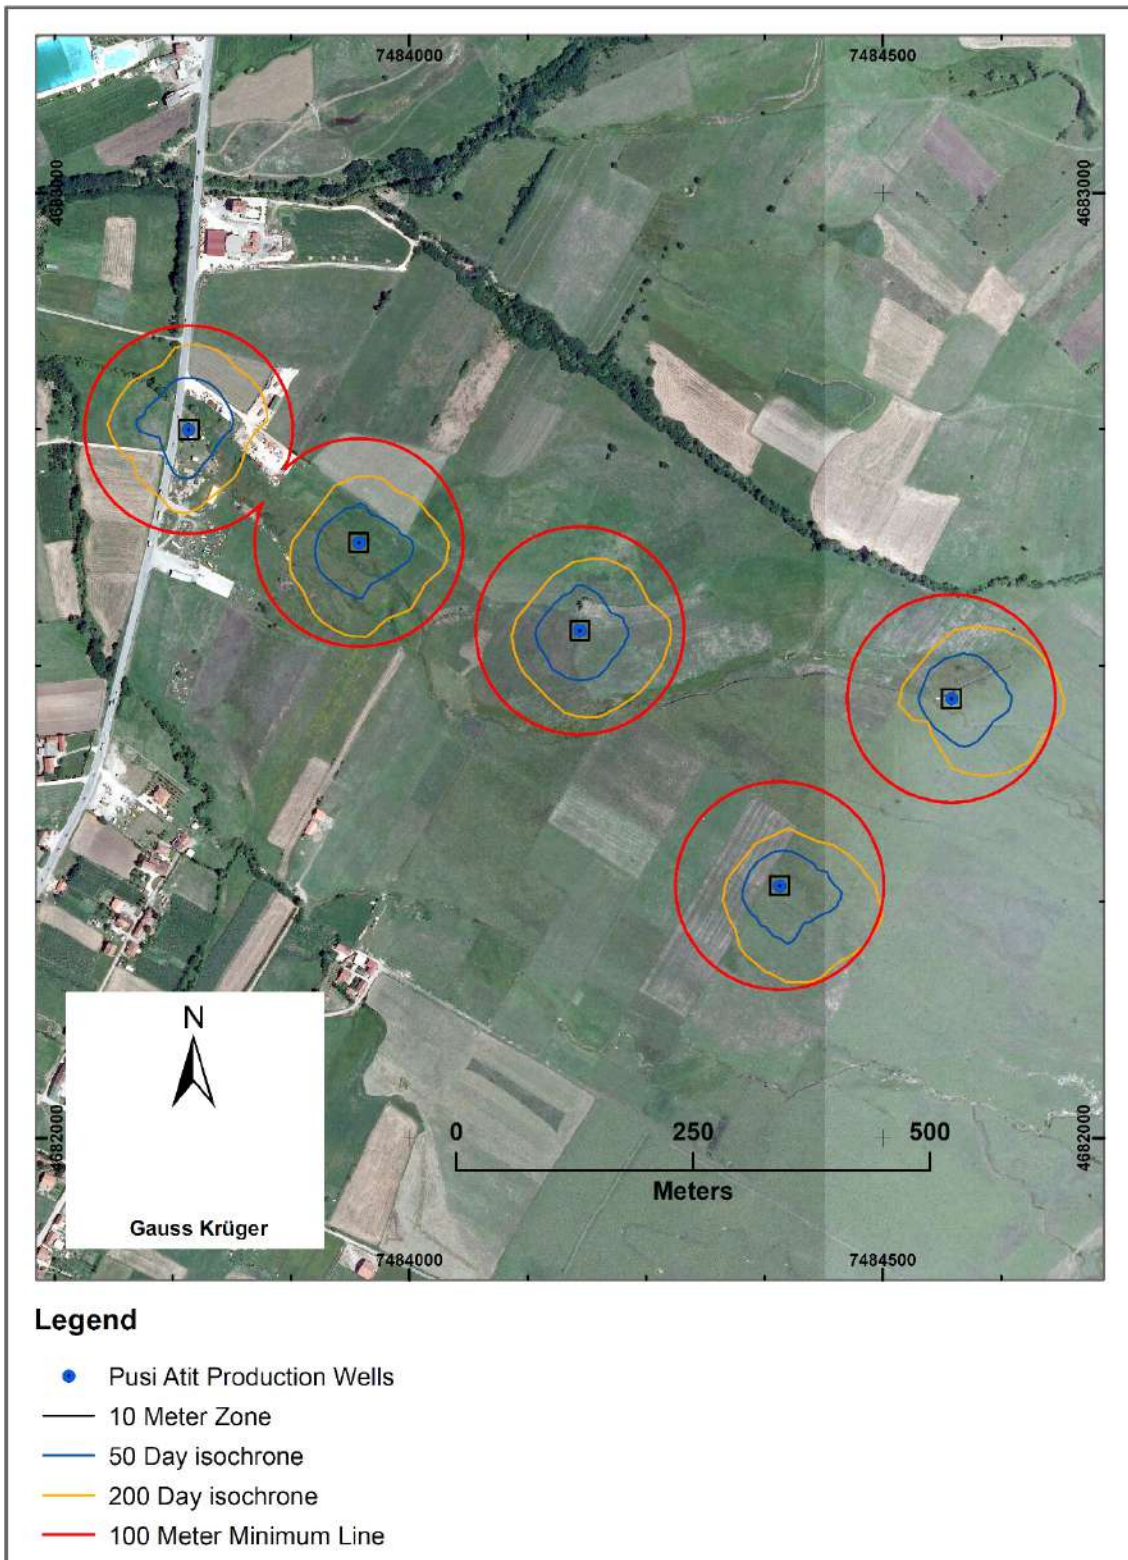 7484000 7484500
4683000 4683000
4682000 4682000
N
Gauss Krüger
0 250 500
Meters
7484000 7484500
Legend
Pusi Atit Production Wells
10 Meter Zone
50 Day isochrone
200 Day isochrone
100 Meter Minimum Line